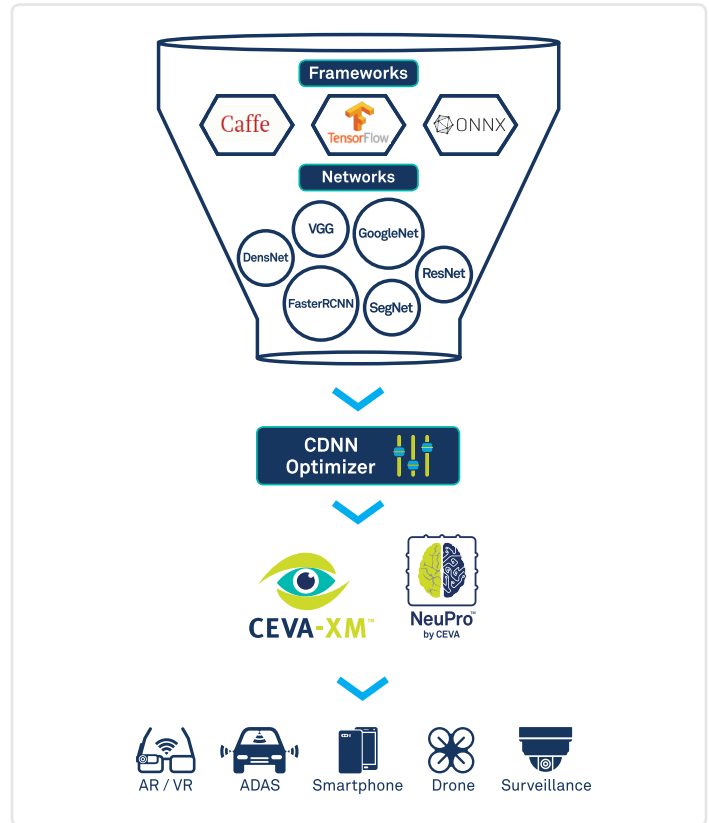 Frameworks
Caffe
TensorFlow
ONNX
Networks
VGG
GoogleNet
DensNet
ResNet
FasterRCNN
SegNet
CDNN
Optimizer
CEVA-XM™
NeuPro™
by CEVA
AR / VR
ADAS
Smartphone
Drone
Surveillance